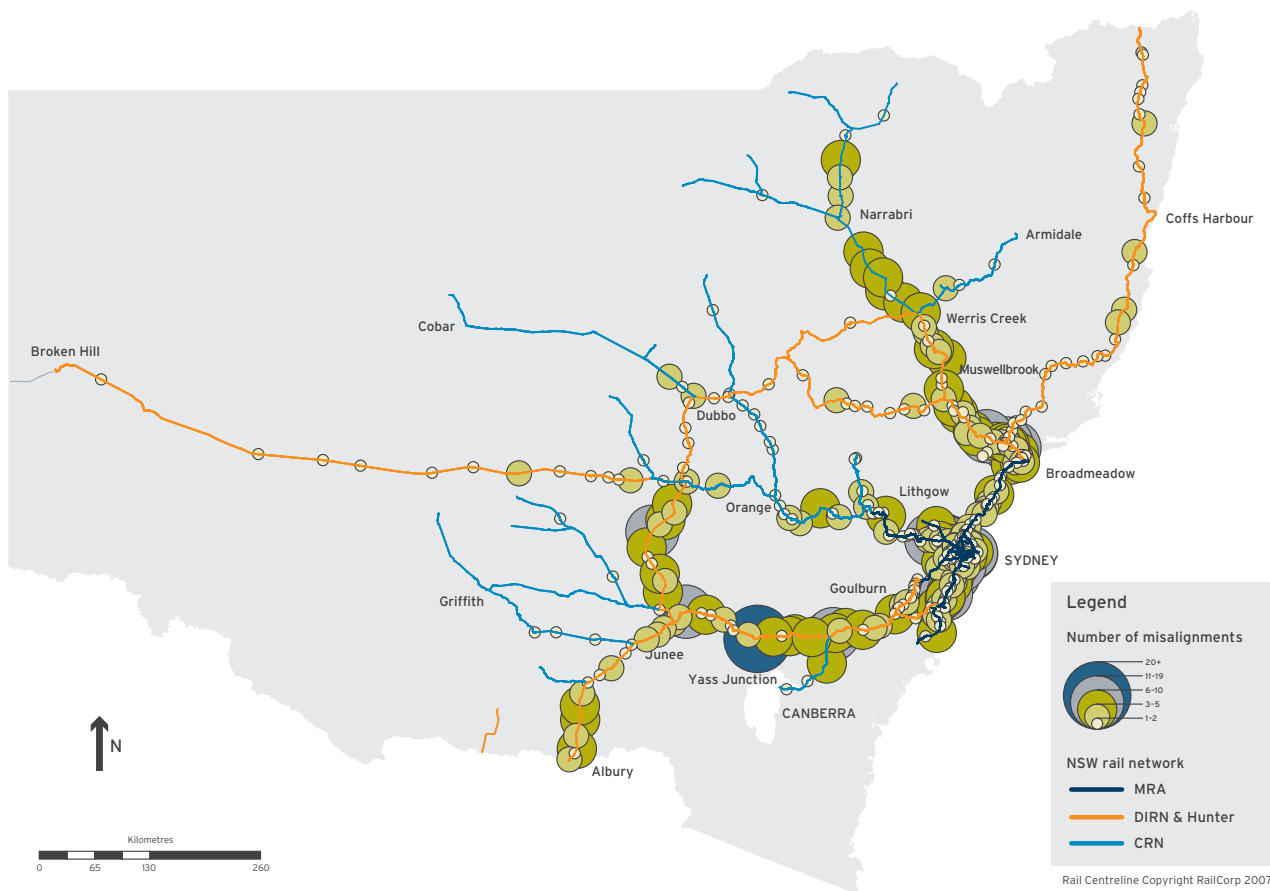 Narrabri
Coffs Harbour
Armidale
Werris Creek
Cobar
Broken Hill
Muswellbrook
Dubbo
Broadmeadow
Lithgow
Orange
SYDNEY
Goulburn
Griffith
Junee
Yass Junction
CANBERRA
Albury
N
Kilometres
0 65 130 260
Legend
Number of misalignments
20+
11-19
6-10
3-5
1-2
NSW rail network
MRA
DIRN & Hunter
CRN
Rail Centreline Copyright RailCorp 2007